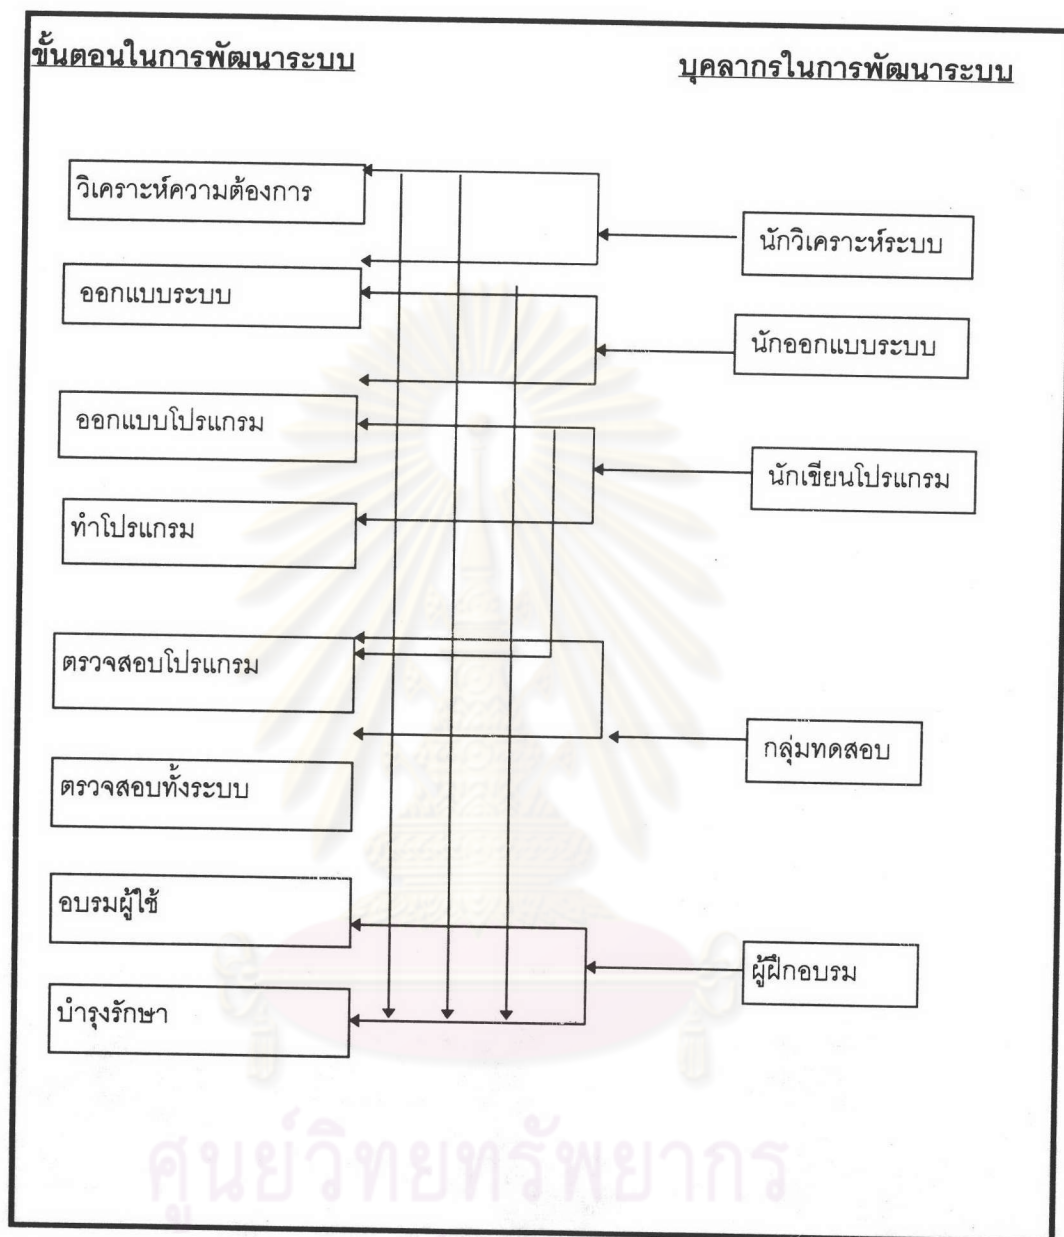 ขั้นตอนในการพัฒนาระบบ
บุคลากรในการพัฒนาระบบ
วิเคราะห์ความต้องการ
นักวิเคราะห์ระบบ
ออกแบบระบบ
นักออกแบบระบบ
ออกแบบโปรแกรม
นักเขียนโปรแกรม
ทำโปรแกรม
ตรวจสอบโปรแกรม
กลุ่มทดสอบ
ตรวจสอบทั้งระบบ
อบรมผู้ใช้
ผู้ฝึกอบรม
บำรุงรักษา
ศูนย์วิทยทรัพยากร